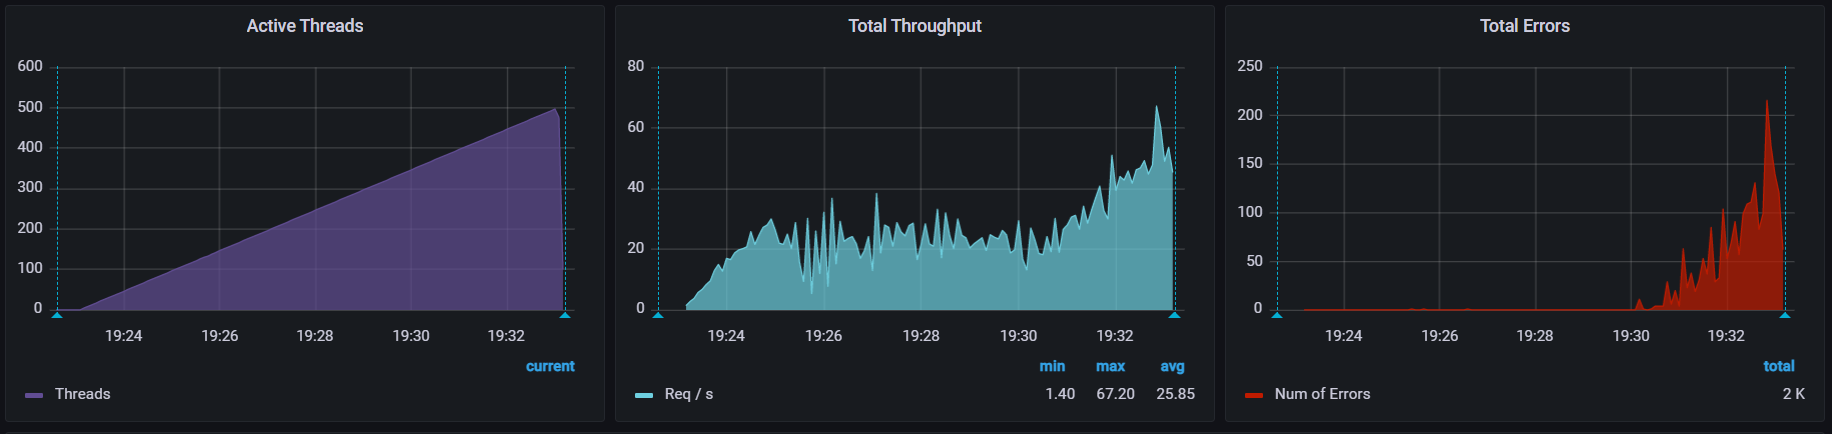 Active Threads
600
500
400
300
200
100
0
19:24 19:26 19:28 19:30 19:32
current
Threads
Total Throughput
80
60
40
20
0
19:24 19:26 19:28 19:30 19:32
min max avg
Req / s 1.40 67.20 25.85
Total Errors
250
200
150
100
50
0
19:24 19:26 19:28 19:30 19:32
total
Num of Errors 2 K